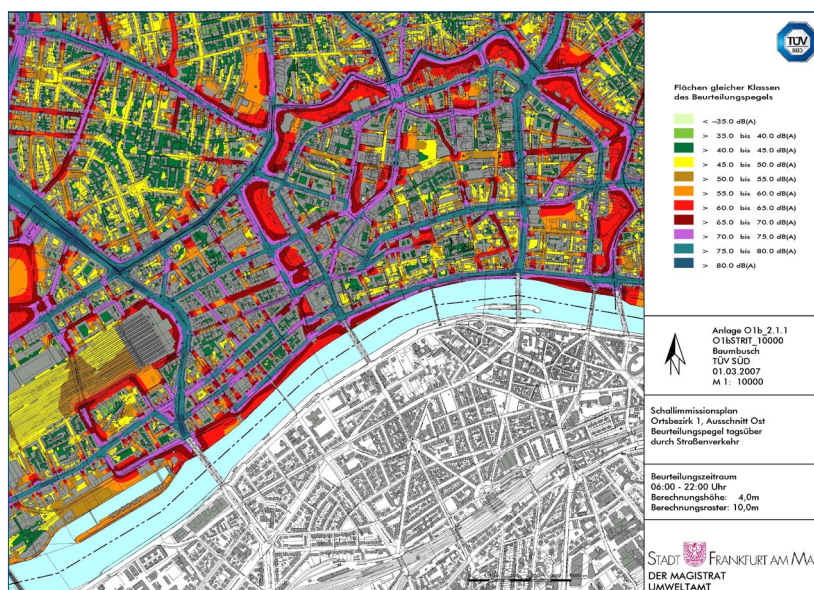 TÜV
SÜD
Flächen gleicher Klassen
des Beurteilungspegels
< -35.0 dB(A)
> 35.0 bis 40.0 dB(A)
> 40.0 bis 45.0 dB(A)
> 45.0 bis 50.0 dB(A)
> 50.0 bis 55.0 dB(A)
> 55.0 bis 60.0 dB(A)
> 60.0 bis 65.0 dB(A)
> 65.0 bis 70.0 dB(A)
> 70.0 bis 75.0 dB(A)
> 75.0 bis 80.0 dB(A)
> 80.0 dB(A)
Anlage O1b_2.1.1
O1bSTRIT_10000
Baumbusch
TÜV SÜD
01.03.2007
M 1: 10000
Schallimmissionsplan
Ortsbezirk 1, Ausschnitt Ost
Beurteilungspegel tagsüber
durch Straßenverkehr
Beurteilungszeitraum
06:00 - 22:00 Uhr
Berechnungshöhe: 4,0m
Berechnungsraster: 10,0m
STADT FRANKFURT AM MA
DER MAGISTRAT
UMWELTAMT